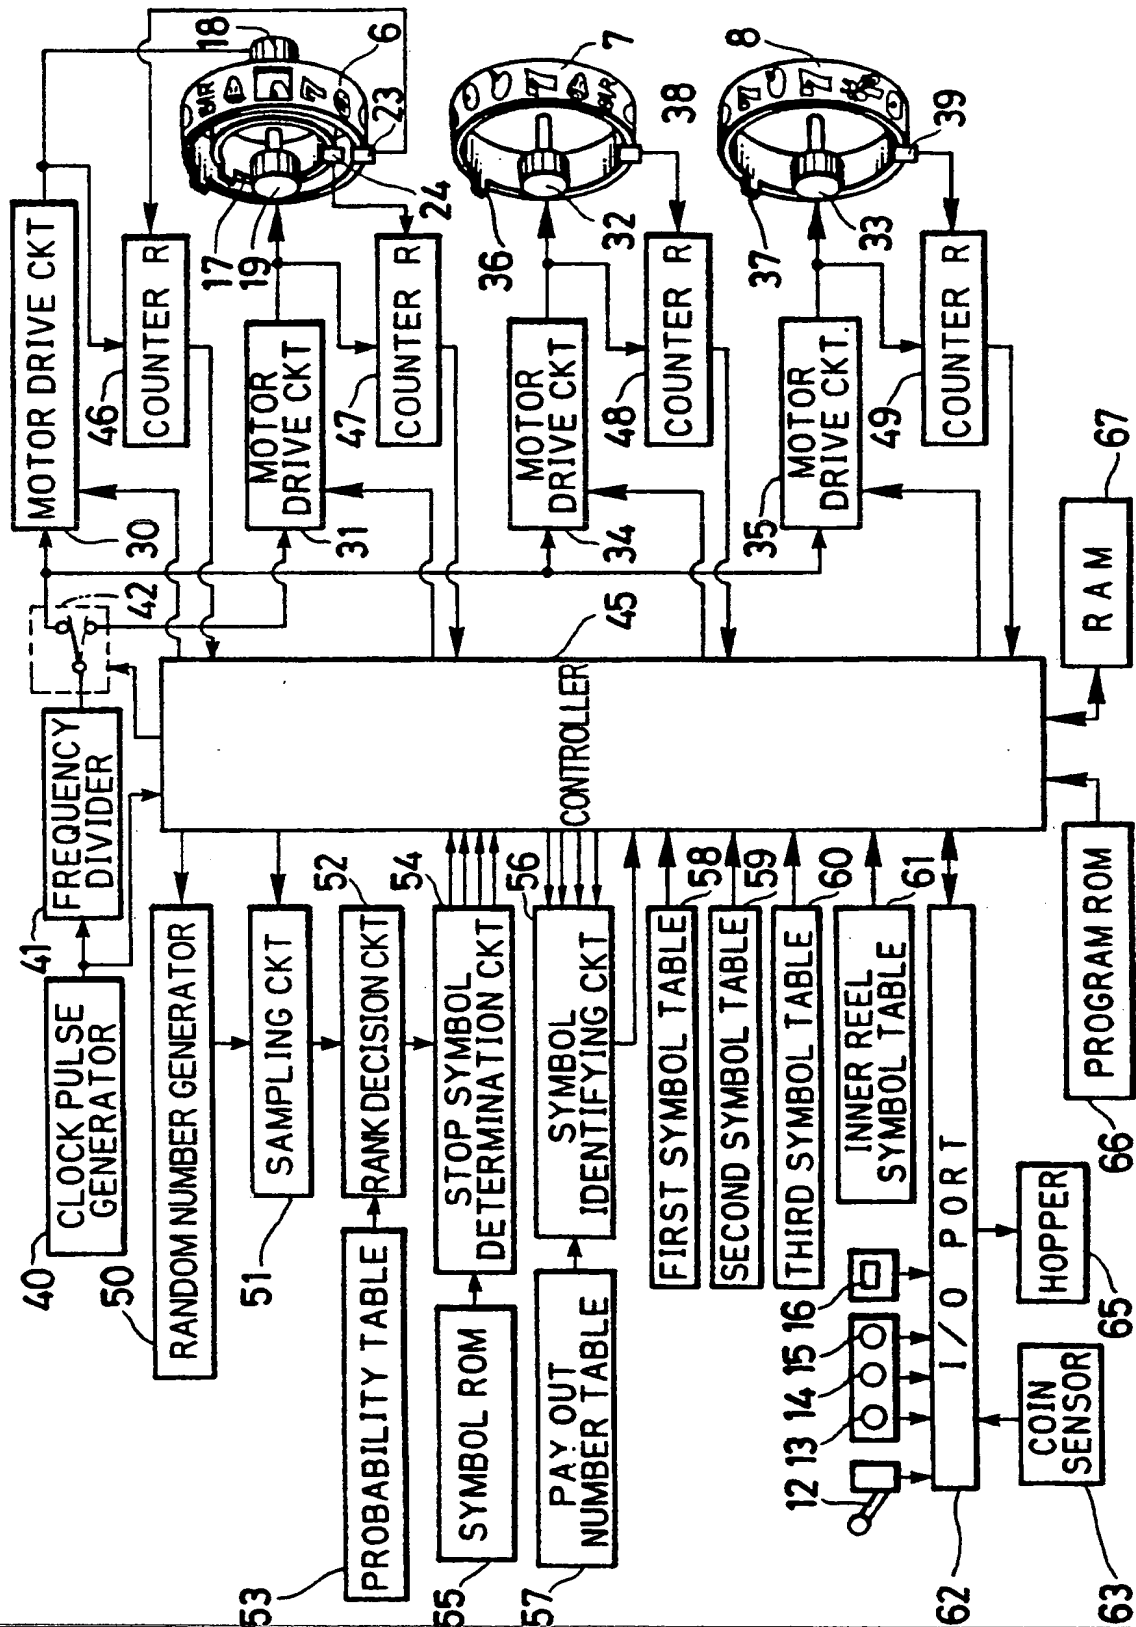 40
CLOCK PULSE
GENERATOR
41
FREQUENCY
DIVIDER
42
30
MOTOR DRIVE CKT
46
COUNTER R
18
6
23
24
17
19
BAR
7
7
50
RANDOM NUMBER GENERATOR
31
MOTOR
DRIVE CKT
47
COUNTER R
51
SAMPLING CKT
52
RANK DECISION CKT
53
PROBABILITY TABLE
54
STOP SYMBOL
DETERMINATION CKT
55
SYMBOL ROM
56
SYMBOL
IDENTIFYING CKT
57
PAY OUT
NUMBER TABLE
45
CONTROLLER
34
MOTOR
DRIVE CKT
48
COUNTER R
36
32
38
7
7
BAR
FIRST SYMBOL TABLE
58
SECOND SYMBOL TABLE
59
THIRD SYMBOL TABLE
60
INNER REEL
SYMBOL TABLE
61
35
MOTOR
DRIVE CKT.
49
COUNTER R
37
33
39
8
7
7
12
13
14
15
16
62
I/O PORT
63
COIN
SENSOR
65
HOPPER
66
PROGRAM ROM
67
RAM